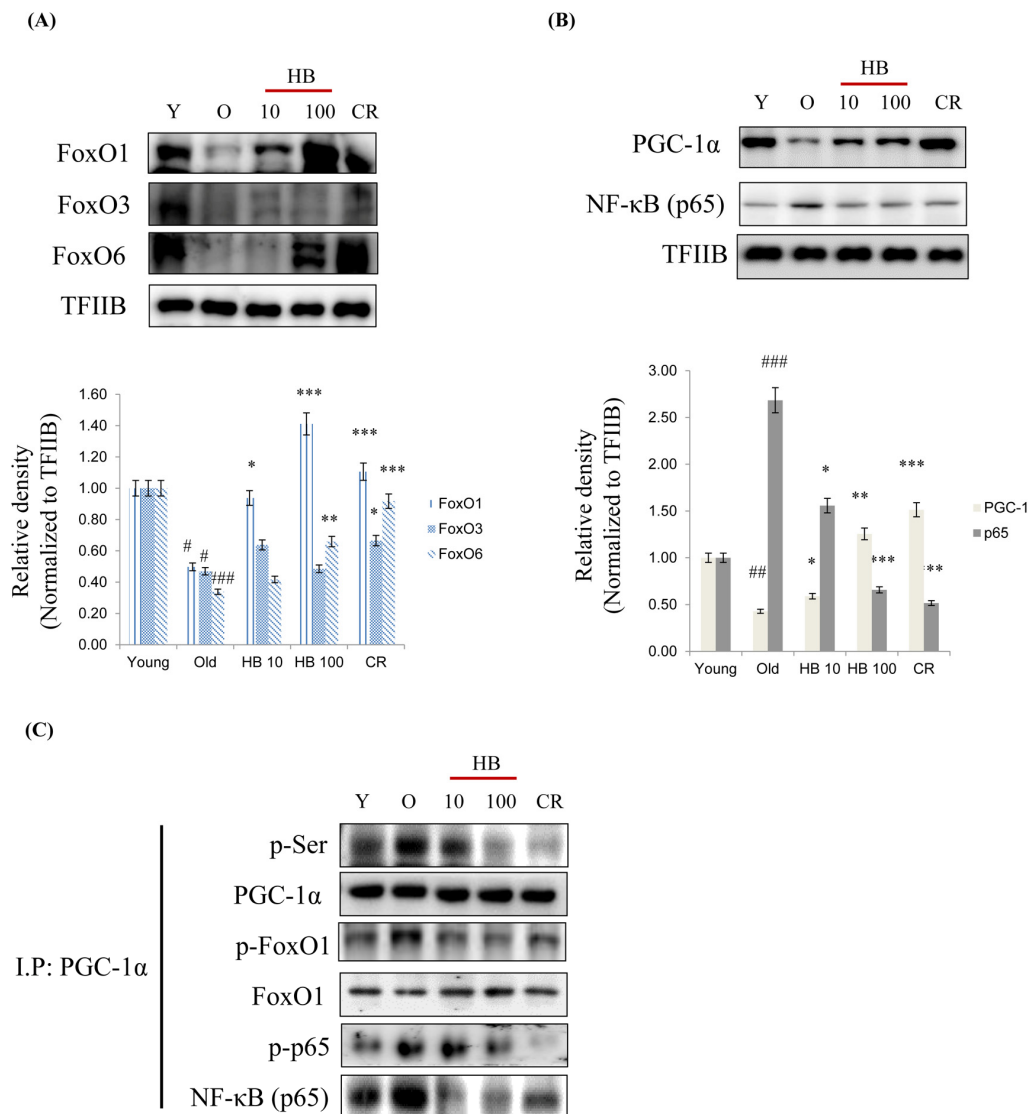 (A)
HB
Y O 10 100 CR
FoxO1
FoxO3
FoxO6
TFIIB
Relative density
(Normalized to TFIIB)
1.60
1.40
1.20
1.00
0.80
0.60
0.40
0.20
0.00
# # ###
*
*** **
*** * ***
Young Old HB 10 HB 100 CR
FoxO1
FoxO3
FoxO6
(B)
HB
Y O 10 100 CR
PGC-1α
NF-κB (p65)
TFIIB
Relative density
(Normalized to TFIIB)
3.00
2.50
2.00
1.50
1.00
0.50
0.00
## ###
* *
** ***
*** ***
Young Old HB 10 HB 100 CR
PGC-1
p65
(C)
HB
Y O 10 100 CR
I.P: PGC-1α
p-Ser
PGC-1α
p-FoxO1
FoxO1
p-p65
NF-κB (p65)